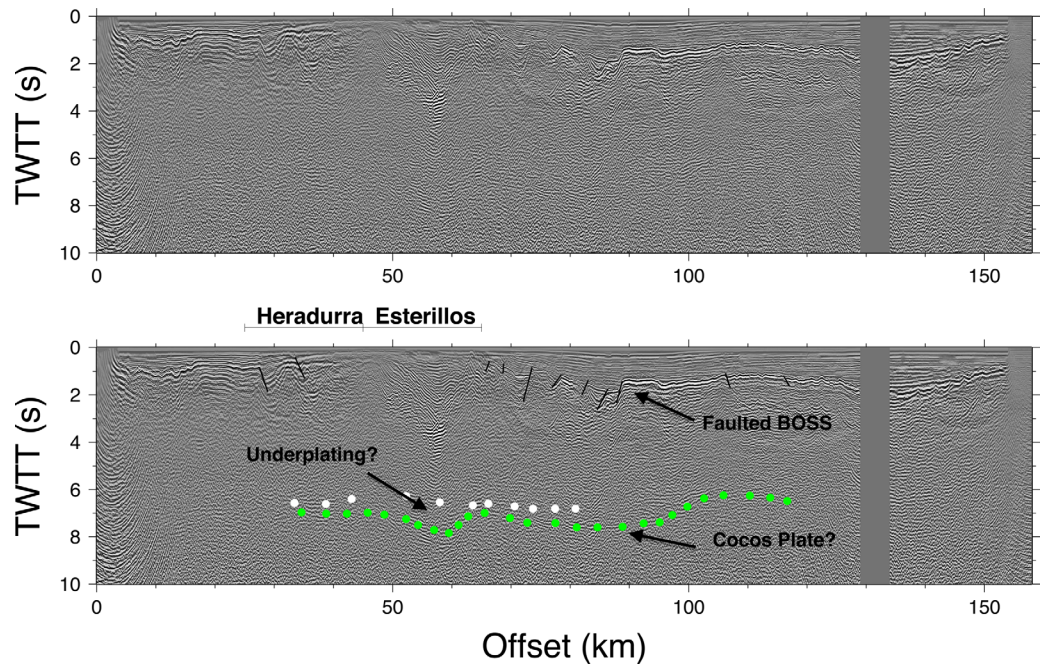 0
2
4
6
8
10
TWTT (s)
0 50 100 150
Heradurra Esterillos
0
2
4
6
8
10
TWTT (s)
Faulted BOSS
Underplating?
Cocos Plate?
0 50 100 150
Offset (km)